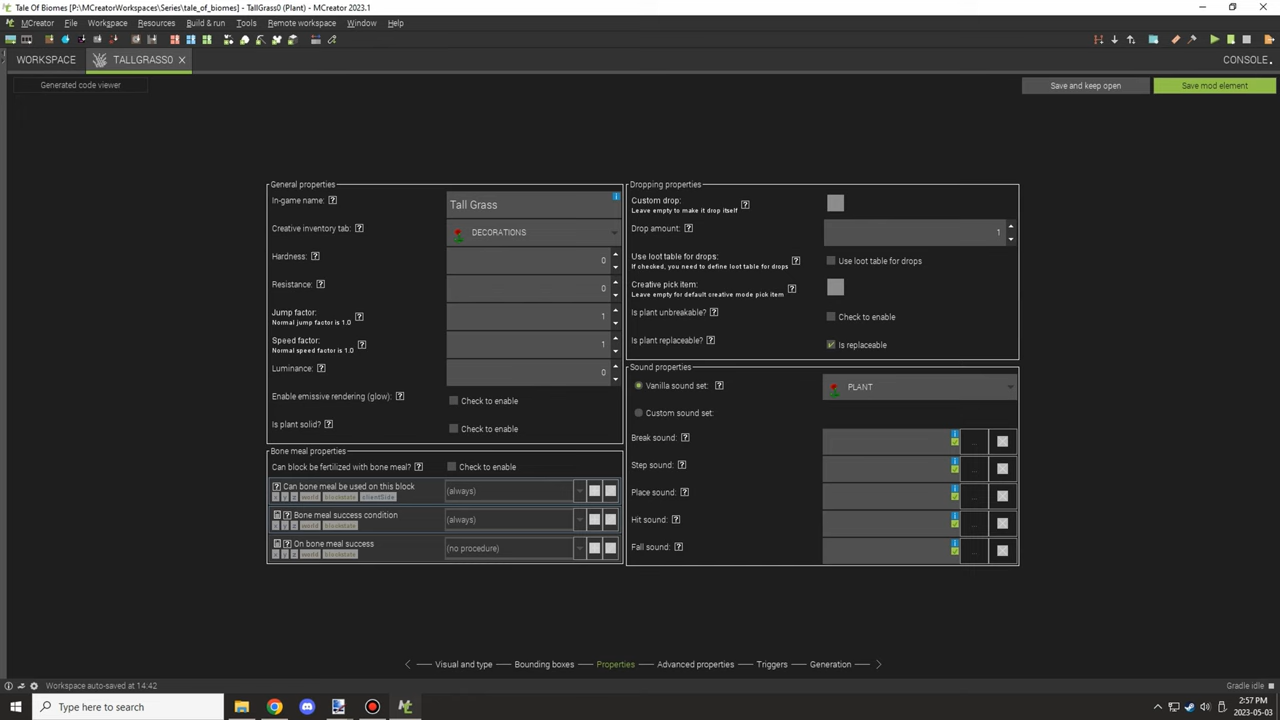 Tale Of Biomes [P:\MCreatorWorkspaces\Series\tale_of_biomes] - TallGrass0 (Plant) - MCreator 2023.1
MCreator File Workspace Resources Build & run Tools Remote workspace Window Help
WORKSPACE TALLGRASS0 CONSOLE
Generated code viewer Save and keep open Save mod element
General properties
In-game name: [?] Tall Grass
Creative inventory tab: [?] DECORATIONS
Hardness: [?] 0
Resistance: [?] 0
Jump factor: [?] 1
Normal jump factor is 1.0
Speed factor: [?] 1
Normal speed factor is 1.0
Luminance: [?] 0
Enable emissive rendering (glow): [?] Check to enable
Is plant solid? [?] Check to enable
Bone meal properties
Can block be fertilized with bone meal? [?] Check to enable
[?] Can bone meal be used on this block (always)
x y z world blockstate clientSide
[?] Bone meal success condition (always)
x y z world blockstate
[?] On bone meal success (no procedure)
x y z world blockstate
Dropping properties
Custom drop: [?]
Leave empty to make it drop itself
Drop amount: [?] 1
Use loot table for drops: [?] Use loot table for drops
If checked, you need to define loot table for drops
Creative pick item: [?]
Leave empty for default creative mode pick item
Is plant unbreakable? [?] Check to enable
Is plant replaceable? [?] Is replaceable
Sound properties
Vanilla sound set: [?] PLANT
Custom sound set:
Break sound: [?] ...
Step sound: [?] ...
Place sound: [?] ...
Hit sound: [?] ...
Fall sound: [?] ...
Visual and type Bounding boxes Properties Advanced properties Triggers Generation
Workspace auto-saved at 14:42 Gradle idle
Type here to search 2:57 PM
2023-05-03